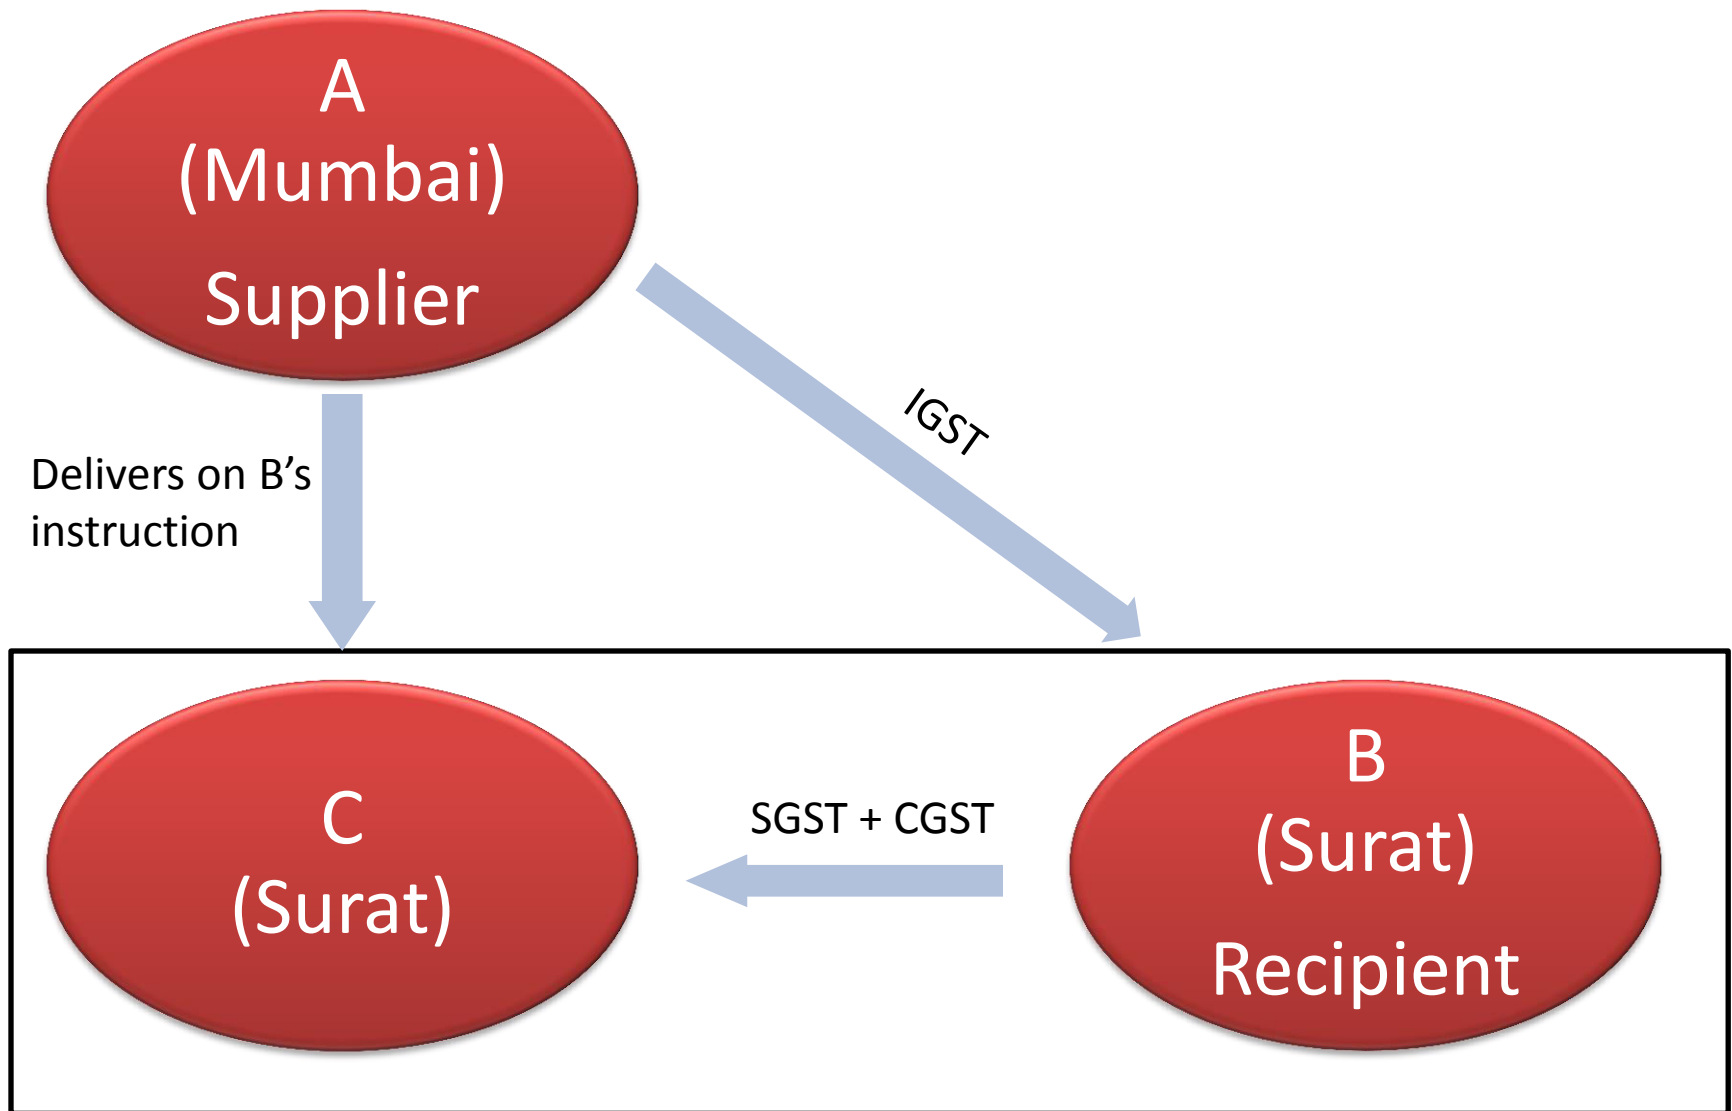 A
(Mumbai)
Supplier
IGST
Delivers on B’s
instruction
C
(Surat)
SGST + CGST
B
(Surat)
Recipient